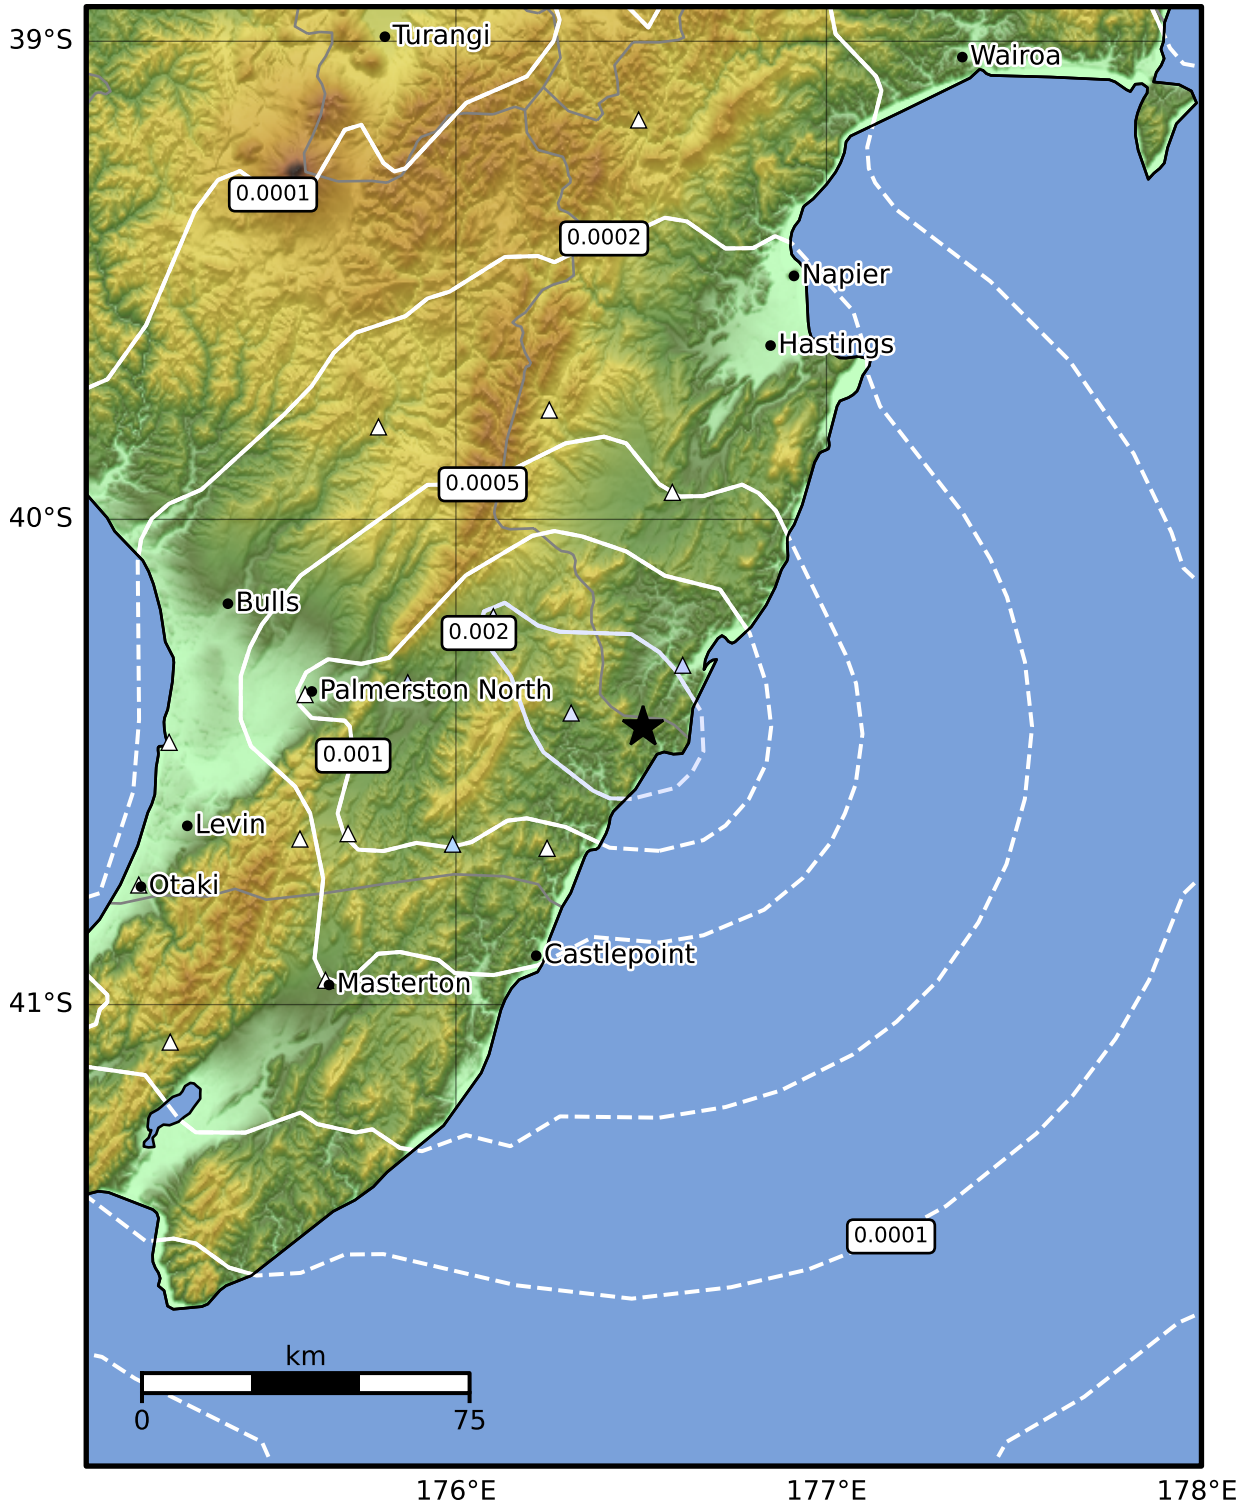 39°S
Turangi
Wairoa
0.0001
0.0002
Napier
Hastings
0.0005
40°S
Bulls
0.002
Palmerston North
0.001
Levin
Otaki
Castlepoint
Masterton
41°S
0.0001
km
0
75
176°E
177°E
178°E